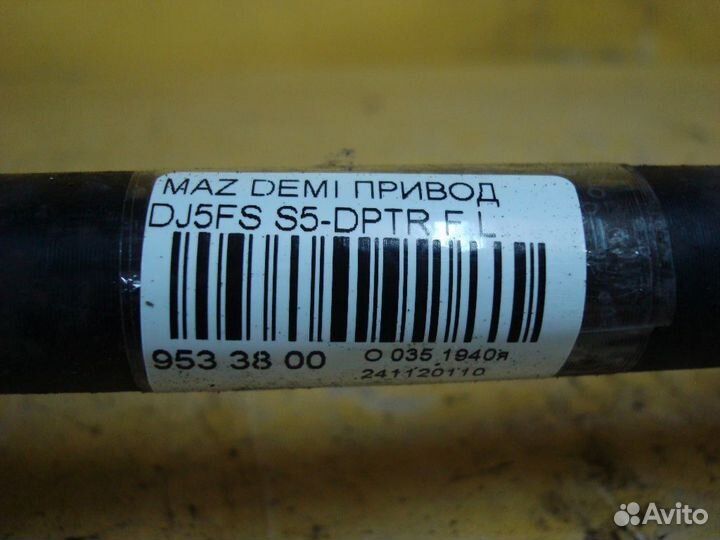 MAZ DEMI ПРИВОД
DJ5FS S5-DPTR F L
953 38 00 O 035 1940я
241120110
Avito